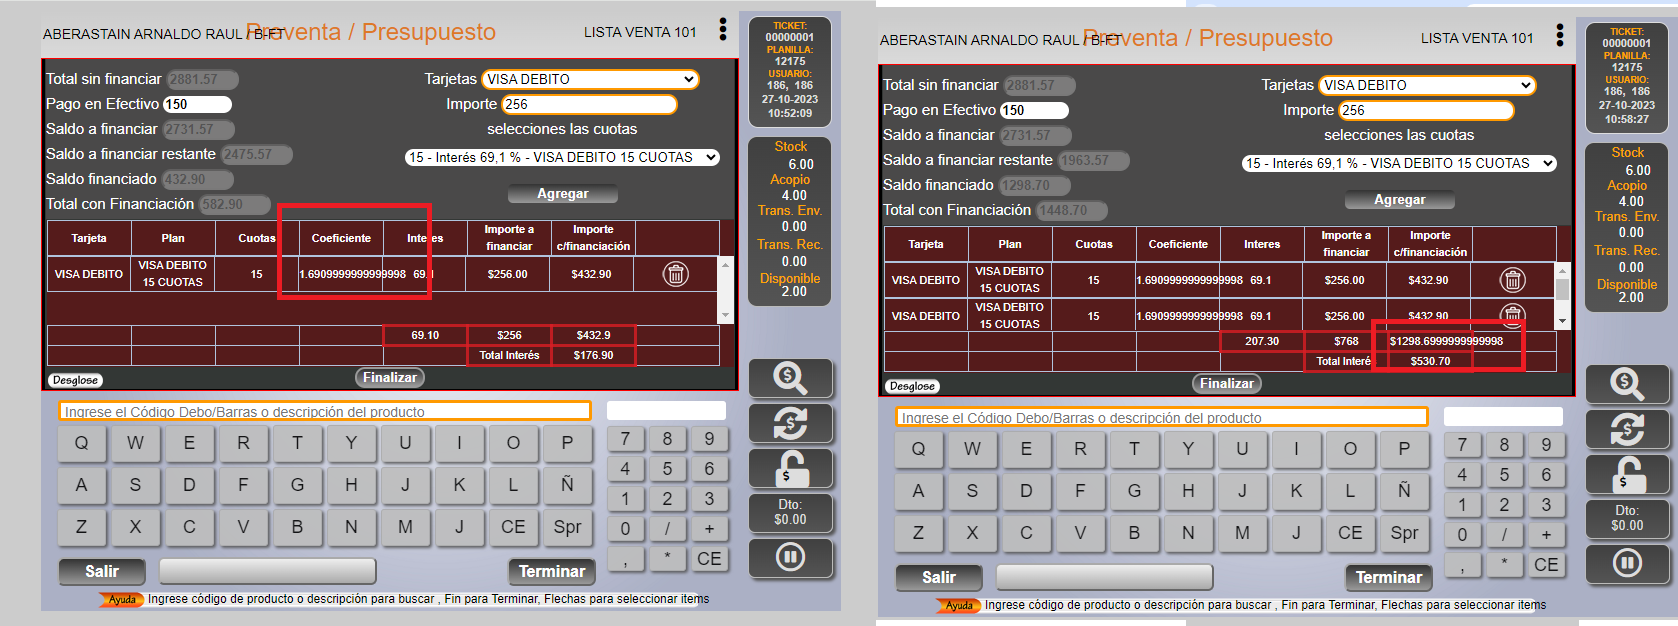 ABERASTAIN ARNALDO RAUL / B-FT
Preventa / Presupuesto
LISTA VENTA 101
Total sin financiar 2881.57
Pago en Efectivo 150
Saldo a financiar 2731.57
Saldo a financiar restante 2475.57
Saldo financiado 432.90
Total con Financiación 582.90
Tarjetas VISA DEBITO
Importe 256
selecciones las cuotas
15 - Interés 69,1 % - VISA DEBITO 15 CUOTAS
Agregar
Tarjeta Plan Cuotas Coeficiente Interes Importe a financiar Importe c/financiación
VISA DEBITO VISA DEBITO 15 CUOTAS 15 1.6909999999999998 69.1 $256.00 $432.90
69.10 $256 $432.9
Total Interés $176.90
Desglose
Finalizar
TICKET:
00000001
PLANILLA:
12175
USUARIO:
186, 186
27-10-2023
10:52:09
Stock
6.00
Acopio
4.00
Trans. Env.
0.00
Trans. Rec.
0.00
Disponible
2.00
Dto:
$0.00
Ingrese el Código Debo/Barras o descripción del producto
Q W E R T Y U I O P
A S D F G H J K L Ñ
Z X C V B N M J CE Spr
7 8 9
4 5 6
1 2 3
0 / +
, * CE
Salir
Terminar
Ayuda Ingrese código de producto o descripción para buscar , Fin para Terminar, Flechas para seleccionar items
ABERASTAIN ARNALDO RAUL / B-FT
Preventa / Presupuesto
LISTA VENTA 101
Total sin financiar 2881.57
Pago en Efectivo 150
Saldo a financiar 2731.57
Saldo a financiar restante 1963.57
Saldo financiado 1298.70
Total con Financiación 1448.70
Tarjetas VISA DEBITO
Importe 256
selecciones las cuotas
15 - Interés 69,1 % - VISA DEBITO 15 CUOTAS
Agregar
Tarjeta Plan Cuotas Coeficiente Interes Importe a financiar Importe c/financiación
VISA DEBITO VISA DEBITO 15 CUOTAS 15 1.6909999999999998 69.1 $256.00 $432.90
VISA DEBITO VISA DEBITO 15 CUOTAS 15 1.6909999999999998 69.1 $256.00 $432.90
207.30 $768 $1298.6999999999998
Total Interés $530.70
Desglose
Finalizar
TICKET:
00000001
PLANILLA:
12175
USUARIO:
186, 186
27-10-2023
10:58:27
Stock
6.00
Acopio
4.00
Trans. Env.
0.00
Trans. Rec.
0.00
Disponible
2.00
Dto:
$0.00
Ingrese el Código Debo/Barras o descripción del producto
Q W E R T Y U I O P
A S D F G H J K L Ñ
Z X C V B N M J CE Spr
7 8 9
4 5 6
1 2 3
0 / +
, * CE
Salir
Terminar
Ayuda Ingrese código de producto o descripción para buscar , Fin para Terminar, Flechas para seleccionar items